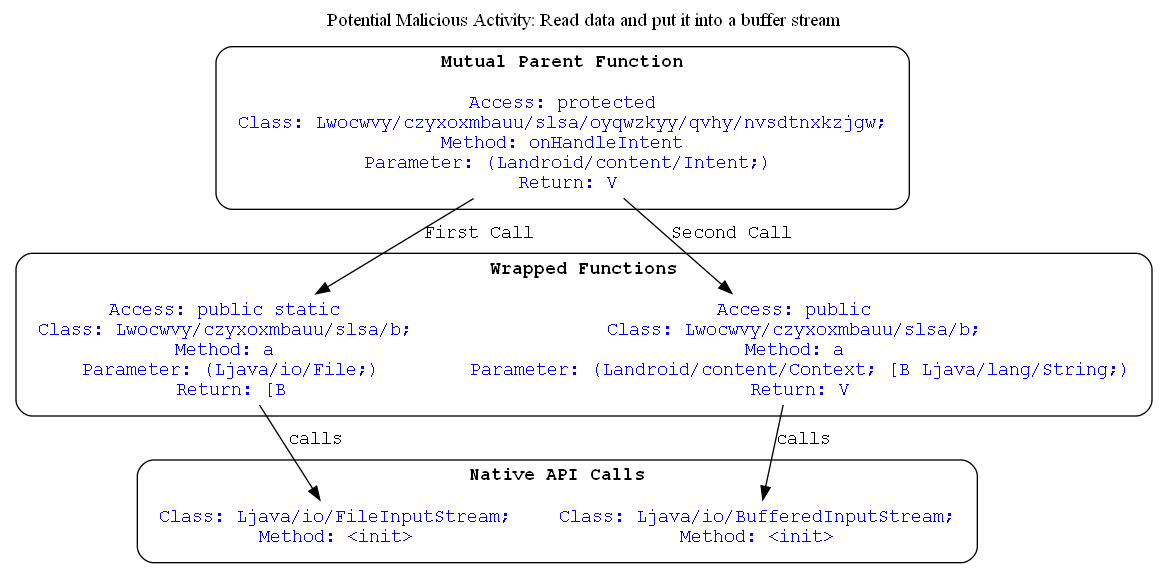 Potential Malicious Activity: Read data and put it into a buffer stream
Mutual Parent Function
Access: protected
Class: Lwocwvy/czyxoxmbauu/slsa/oyqwzkyy/qvhy/nvsdtnxkzjgw;
Method: onHandleIntent
Parameter: (Landroid/content/Intent;)
Return: V
First Call
Second Call
Wrapped Functions
Access: public static
Class: Lwocwvy/czyxoxmbauu/slsa/b;
Method: a
Parameter: (Ljava/io/File;)
Return: [B
Access: public
Class: Lwocwvy/czyxoxmbauu/slsa/b;
Method: a
Parameter: (Landroid/content/Context; [B Ljava/lang/String;)
Return: V
calls
calls
Native API Calls
Class: Ljava/io/FileInputStream;
Method: <init>
Class: Ljava/io/BufferedInputStream;
Method: <init>